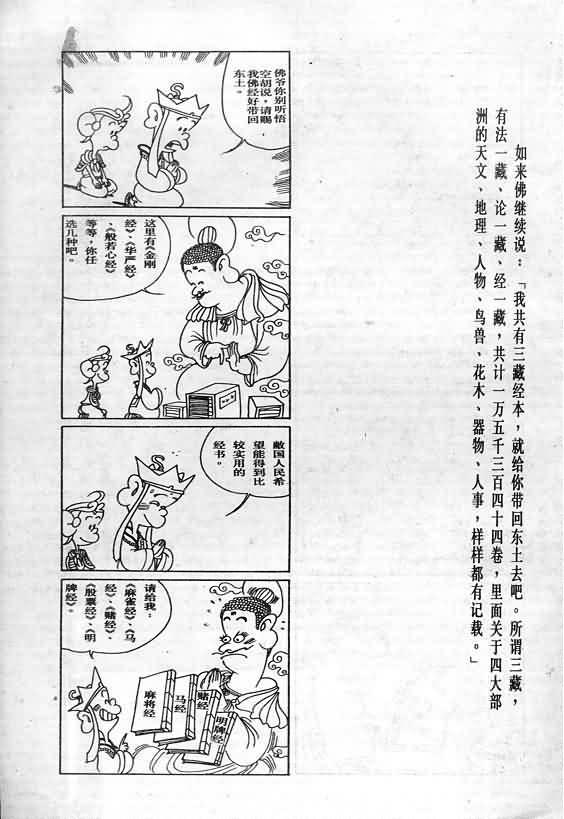 如来佛继续说：「我共有三藏经本，就给你带回东土去吧。所谓三藏，
有法一藏、论一藏、经一藏，共计一万五千三百四十四卷，里面关于四大部
洲的天文、地理、人物、鸟兽、花木、器物、人事，样样都有记载。」
佛爷你别听悟
空胡说，请赐
我佛经好带回
东土。
这里有《金刚
经》、《华严经》
、《般若心经》
等等，你任
选几种吧。
敝国人民希
望能得到比
较实用的
经书。
请给我：
《麻雀经》、《马
经》、《赌经》、
《股票经》、《明
牌经》。
麻将经
马经
赌经
明牌经